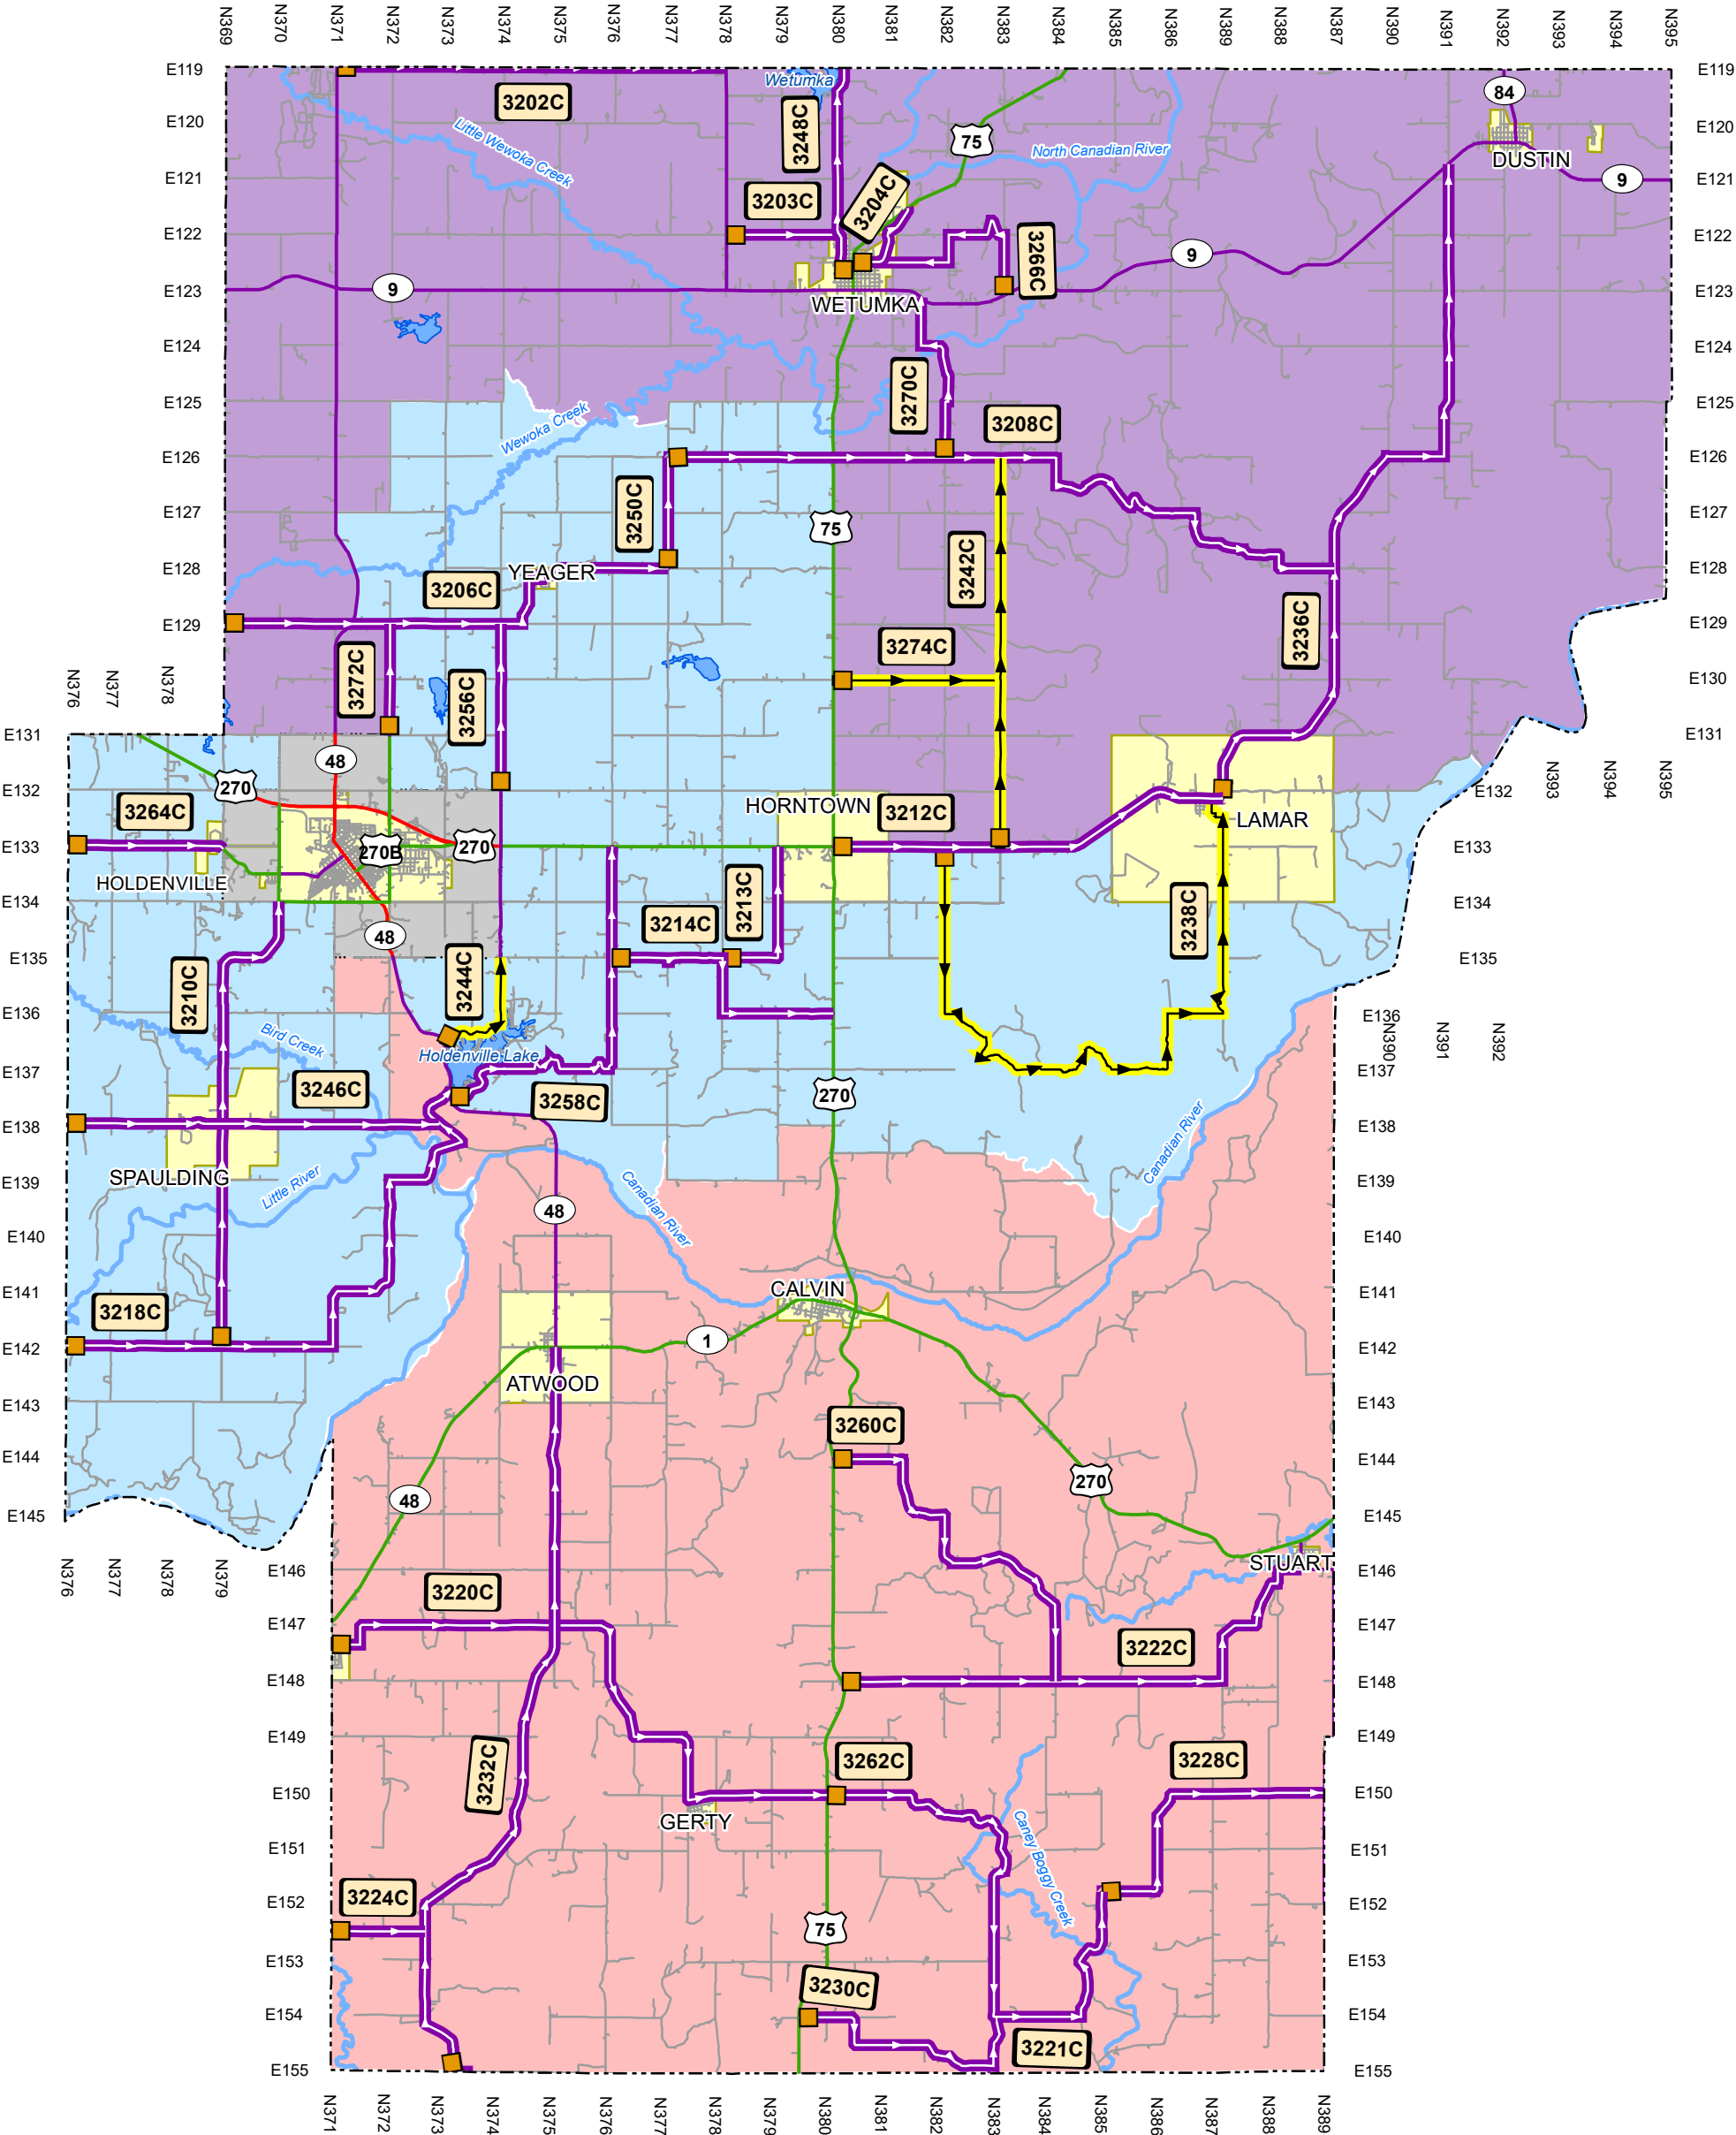 N369 N370 N371 N372 N373 N374 N375 N376 N377 N378 N379 N380 N381 N382 N383 N384 N385 N386 N389 N388 N387 N390 N391 N392 N393 N394 N395
E119 Wetumka E119
84
3202C
3248C
E120 E120
Little Wewoka Creek
75
North Canadian River
DUSTIN
E121 9 E121
3203C
3204C
E122 3266C E122
9
E123 9 E123
WETUMKA
E124 E124
3270C
E125 E125
Wewoka Creek
3208C
E126 E126
3250C
E127 75 E127
3242C
E128 YEAGER E128
3206C
E129 3236C E129
3274C
3272C
3256C
N376 N377 N378
E130
E131 E131
48
270
E132 E132
N393 N394 N395
HORNTOWN
3264C
3212C
LAMAR
E133 270B 270 E133
HOLDENVILLE
E134 E134
3213C
3214C
3238C
48
E135 E135
3244C
3210C
E136 E136
N390 N391 N392
Bird Creek
Holdenville Lake
E137 E137
3246C
3258C
270
E138 E138
Canadian River
SPAULDING
Little River
E139 E139
Canadian River
48
E140 E140
E141 CALVIN E141
3218C
1
E142 E142
ATWOOD
E143 E143
3260C
E144 E144
270
48
E145 E145
STUART
N376 N377 N378 N379
E146 E146
3220C
E147 E147
3222C
E148 E148
E149 E149
3262C
3228C
3232C
E150 E150
GERTY
Caney Boggy Creek
E151 E151
3224C
E152 E152
75
E153 E153
3230C
E154 E154
3221C
E155 E155
N371 N372 N373 N374 N375 N376 N377 N378 N379 N380 N381 N382 N383 N384 N385 N386 N387 N388 N389